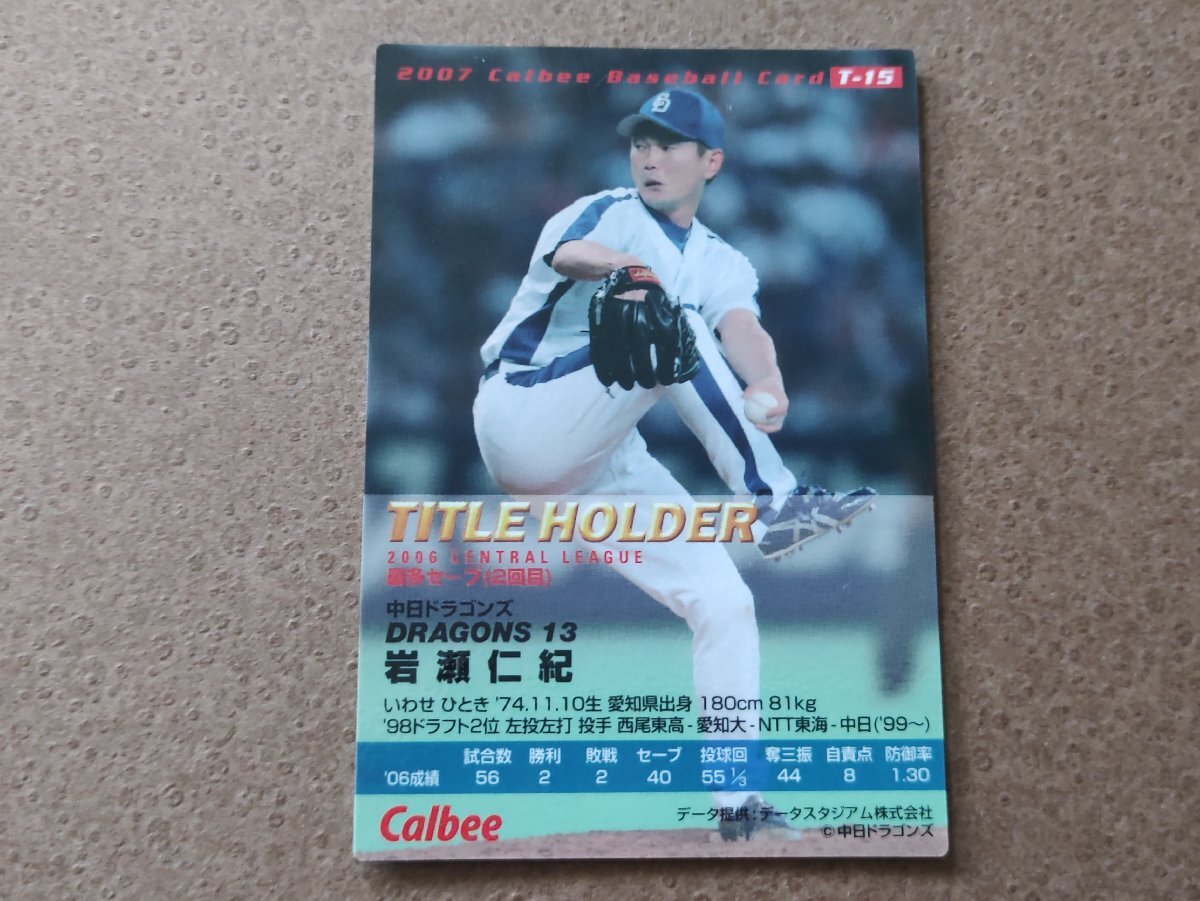 2007 Calbee Baseball Card T-15
TITLE HOLDER
2006 CENTRAL LEAGUE
最多セーブ(2回目)
中日ドラゴンズ
DRAGONS 13
岩瀬仁紀
いわせ ひとき '74.11.10生 愛知県出身 180cm 81kg
'98ドラフト2位 左投左打 投手 西尾東高-愛知大-NTT東海-中日('99~)
試合数 勝利 敗戦 セーブ 投球回 奪三振 自責点 防御率
'06成績 56 2 2 40 55 1/3 44 8 1.30
Calbee
データ提供:データスタジアム株式会社
©中日ドラゴンズ